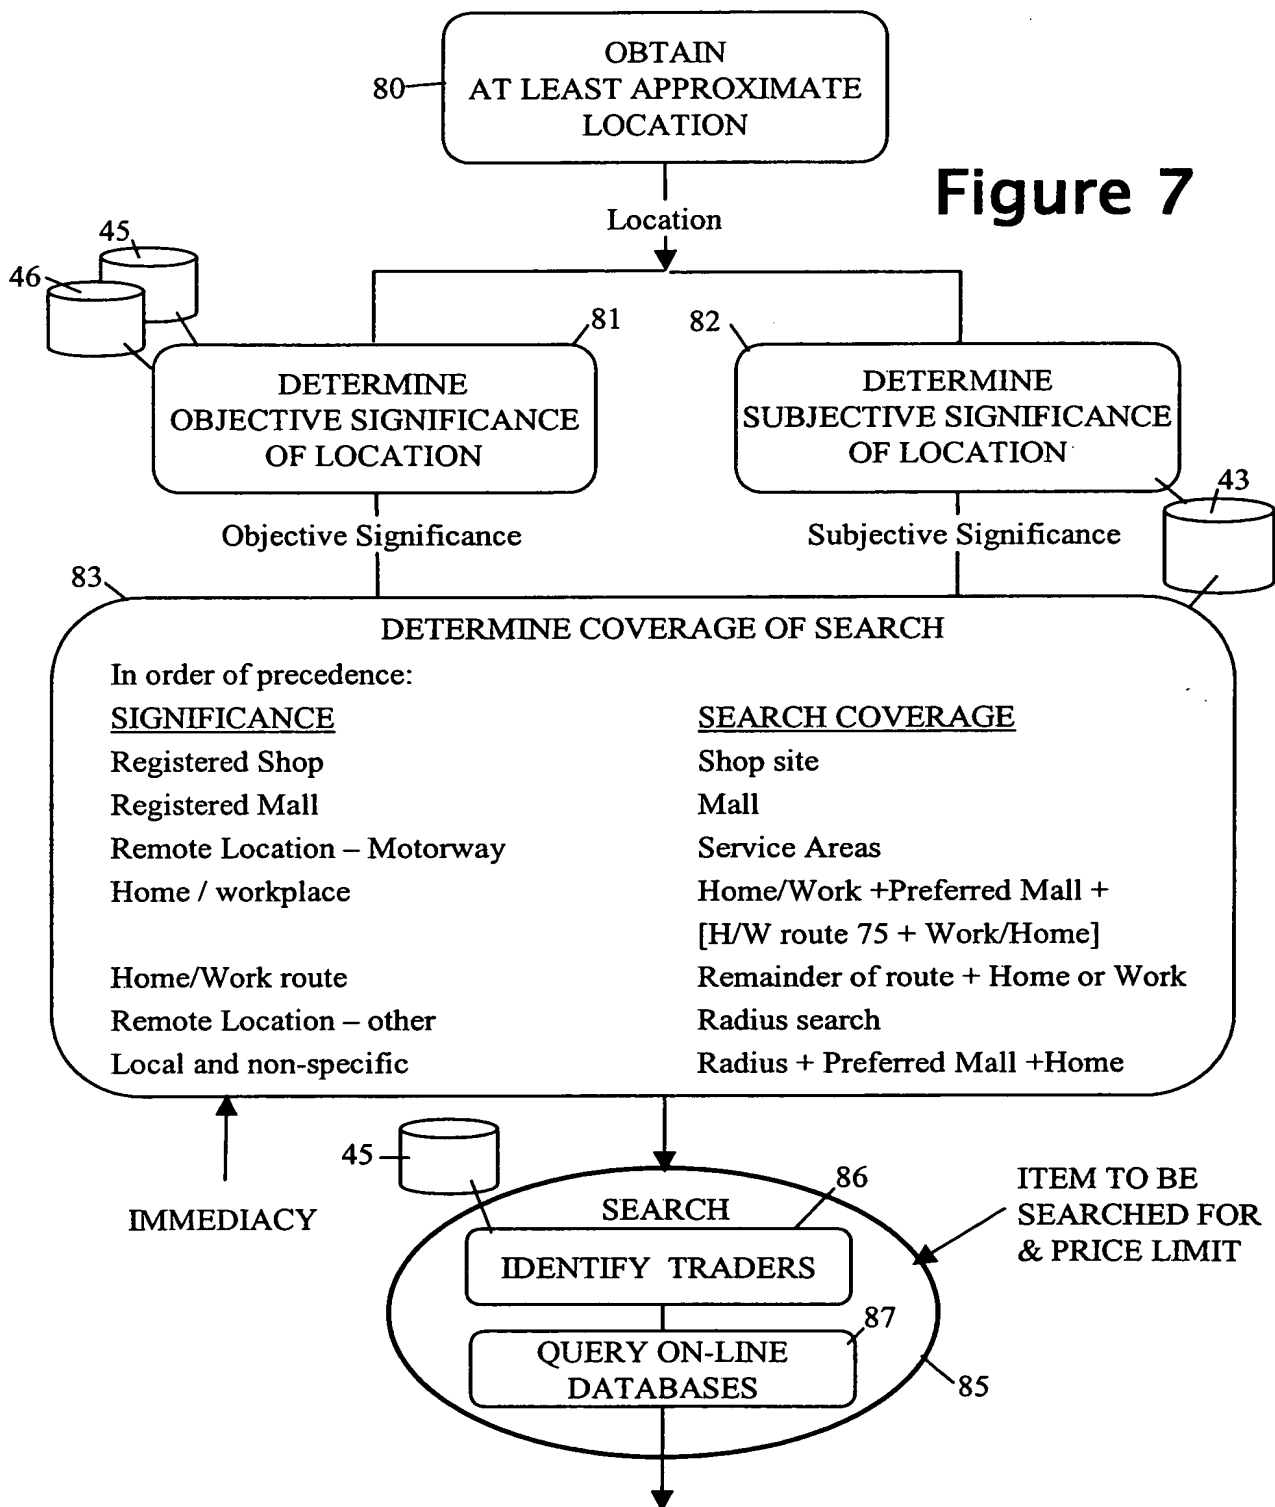 OBTAIN
AT LEAST APPROXIMATE
LOCATION
80
Figure 7
Location
45
46
81
82
DETERMINE
OBJECTIVE SIGNIFICANCE
OF LOCATION
DETERMINE
SUBJECTIVE SIGNIFICANCE
OF LOCATION
43
Objective Significance
Subjective Significance
83
DETERMINE COVERAGE OF SEARCH
In order of precedence:
SIGNIFICANCE
SEARCH COVERAGE
Registered Shop
Shop site
Registered Mall
Mall
Remote Location – Motorway
Service Areas
Home / workplace
Home/Work +Preferred Mall +
[H/W route 75 + Work/Home]
Home/Work route
Remainder of route + Home or Work
Remote Location – other
Radius search
Local and non-specific
Radius + Preferred Mall +Home
IMMEDIACY
45
86
SEARCH
IDENTIFY TRADERS
ITEM TO BE
SEARCHED FOR
& PRICE LIMIT
87
QUERY ON-LINE
DATABASES
85